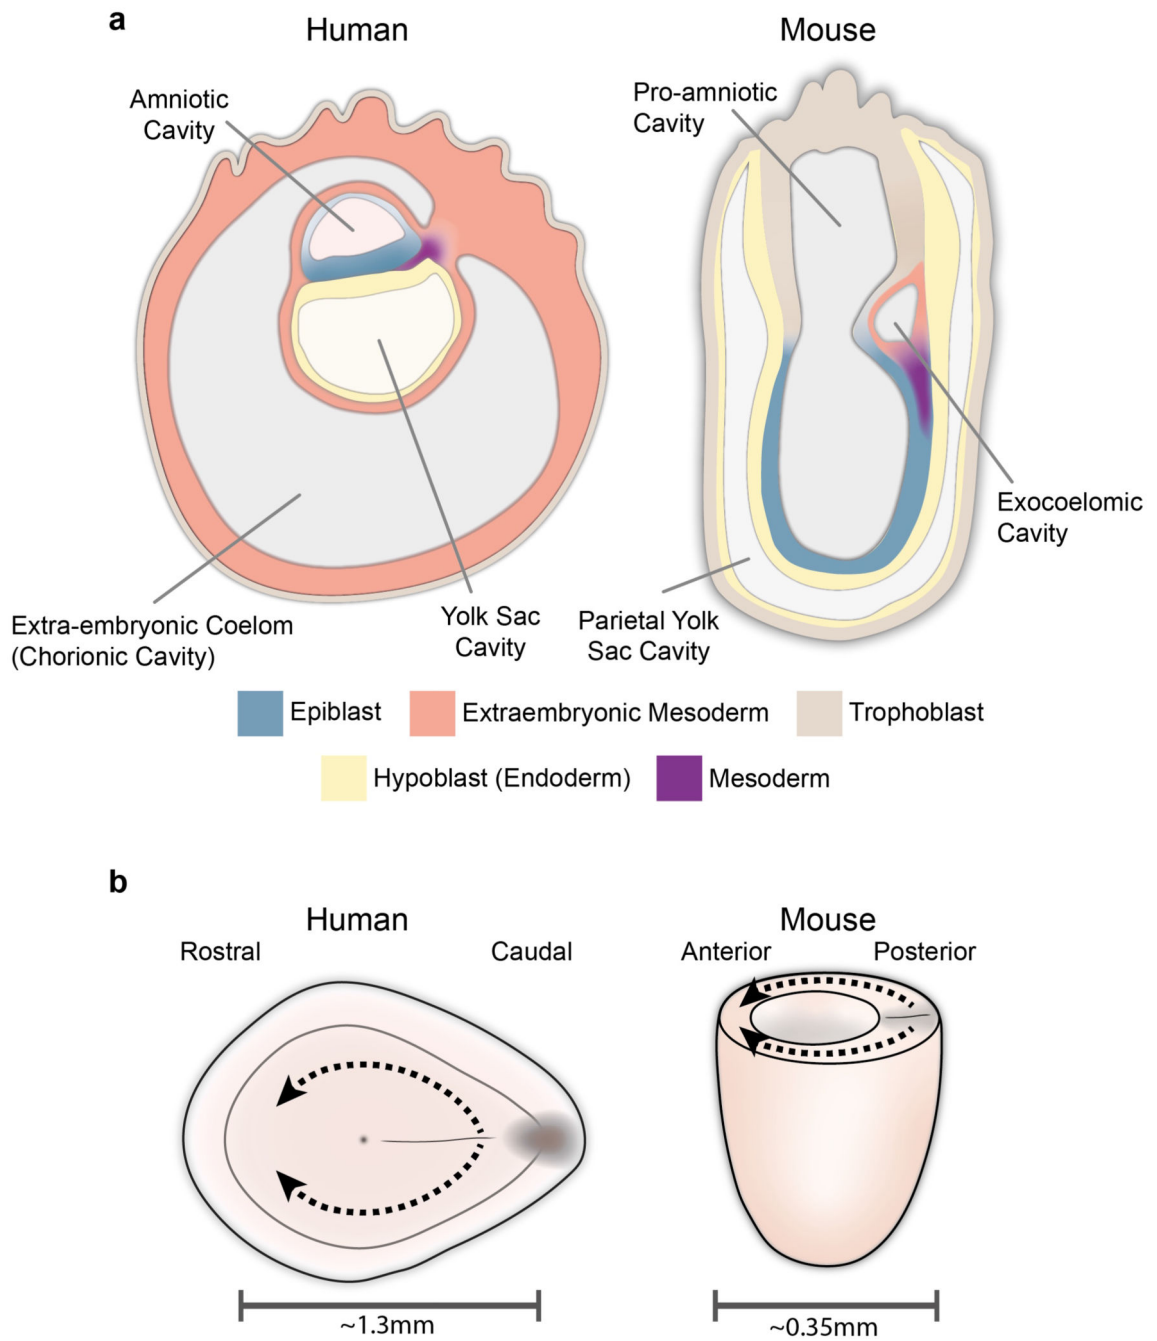 a
Human
Mouse
Amniotic
Cavity
Pro-amniotic
Cavity
Exocoelomic
Cavity
Extra-embryonic Coelom
(Chorionic Cavity)
Yolk Sac
Cavity
Parietal Yolk
Sac Cavity
Epiblast
Extraembryonic Mesoderm
Trophoblast
Hypoblast (Endoderm)
Mesoderm
b
Human
Mouse
Rostral
Caudal
Anterior
Posterior
~1.3mm
~0.35mm